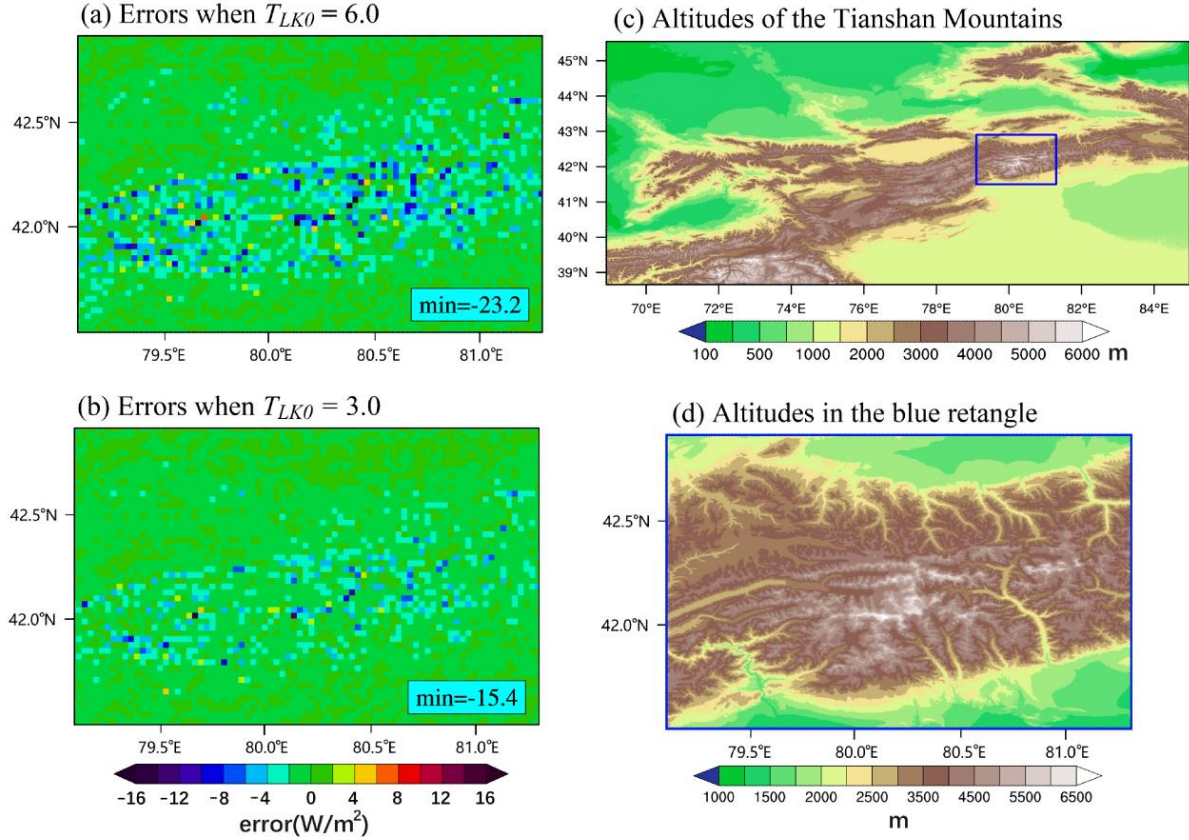 (a) Errors when T_LK0 = 6.0
42.5°N
42.0°N
min=-23.2
79.5°E 80.0°E 80.5°E 81.0°E
(b) Errors when T_LK0 = 3.0
42.5°N
42.0°N
min=-15.4
79.5°E 80.0°E 80.5°E 81.0°E
-16 -12 -8 -4 0 4 8 12 16
error(W/m²)
(c) Altitudes of the Tianshan Mountains
45°N
44°N
43°N
42°N
41°N
40°N
39°N
70°E 72°E 74°E 76°E 78°E 80°E 82°E 84°E
100 500 1000 2000 3000 4000 5000 6000 m
(d) Altitudes in the blue retangle
42.5°N
42.0°N
79.5°E 80.0°E 80.5°E 81.0°E
1000 1500 2000 2500 3500 4500 5500 6500
m